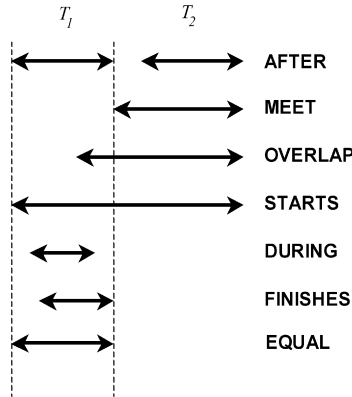 T1 T2
AFTER
MEET
OVERLAP
STARTS
DURING
FINISHES
EQUAL